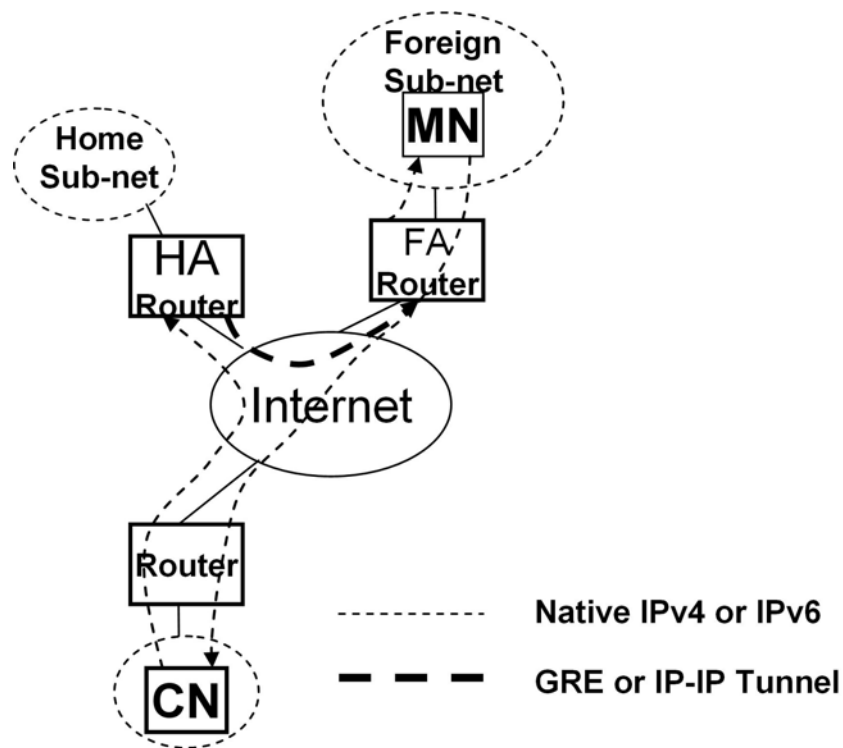 Foreign
Sub-net
MN
Home
Sub-net
HA
Router
FA
Router
Internet
Router
CN
Native IPv4 or IPv6
GRE or IP-IP Tunnel